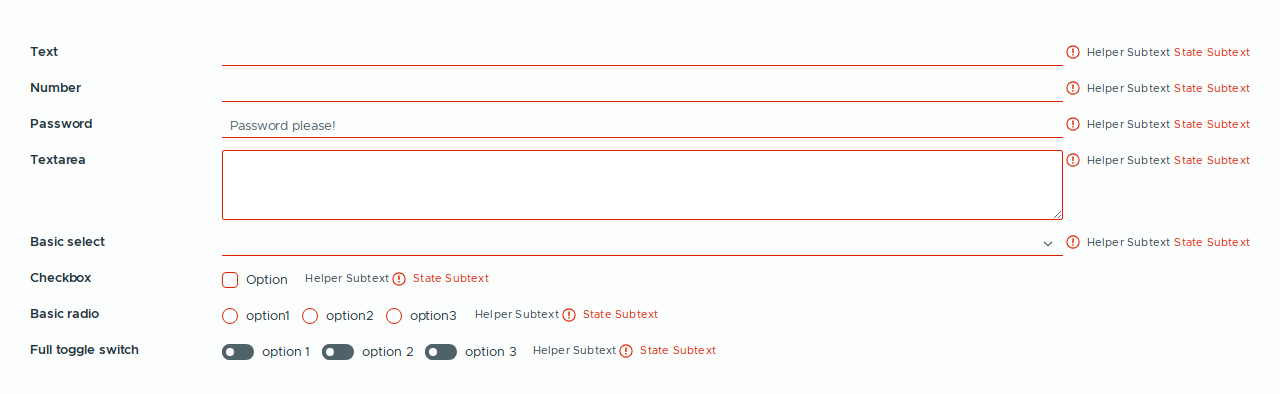 Text Helper Subtext State Subtext
Number Helper Subtext State Subtext
Password Password please! Helper Subtext State Subtext
Textarea Helper Subtext State Subtext
Basic select Helper Subtext State Subtext
Checkbox Option Helper Subtext State Subtext
Basic radio option1 option2 option3 Helper Subtext State Subtext
Full toggle switch option 1 option 2 option 3 Helper Subtext State Subtext